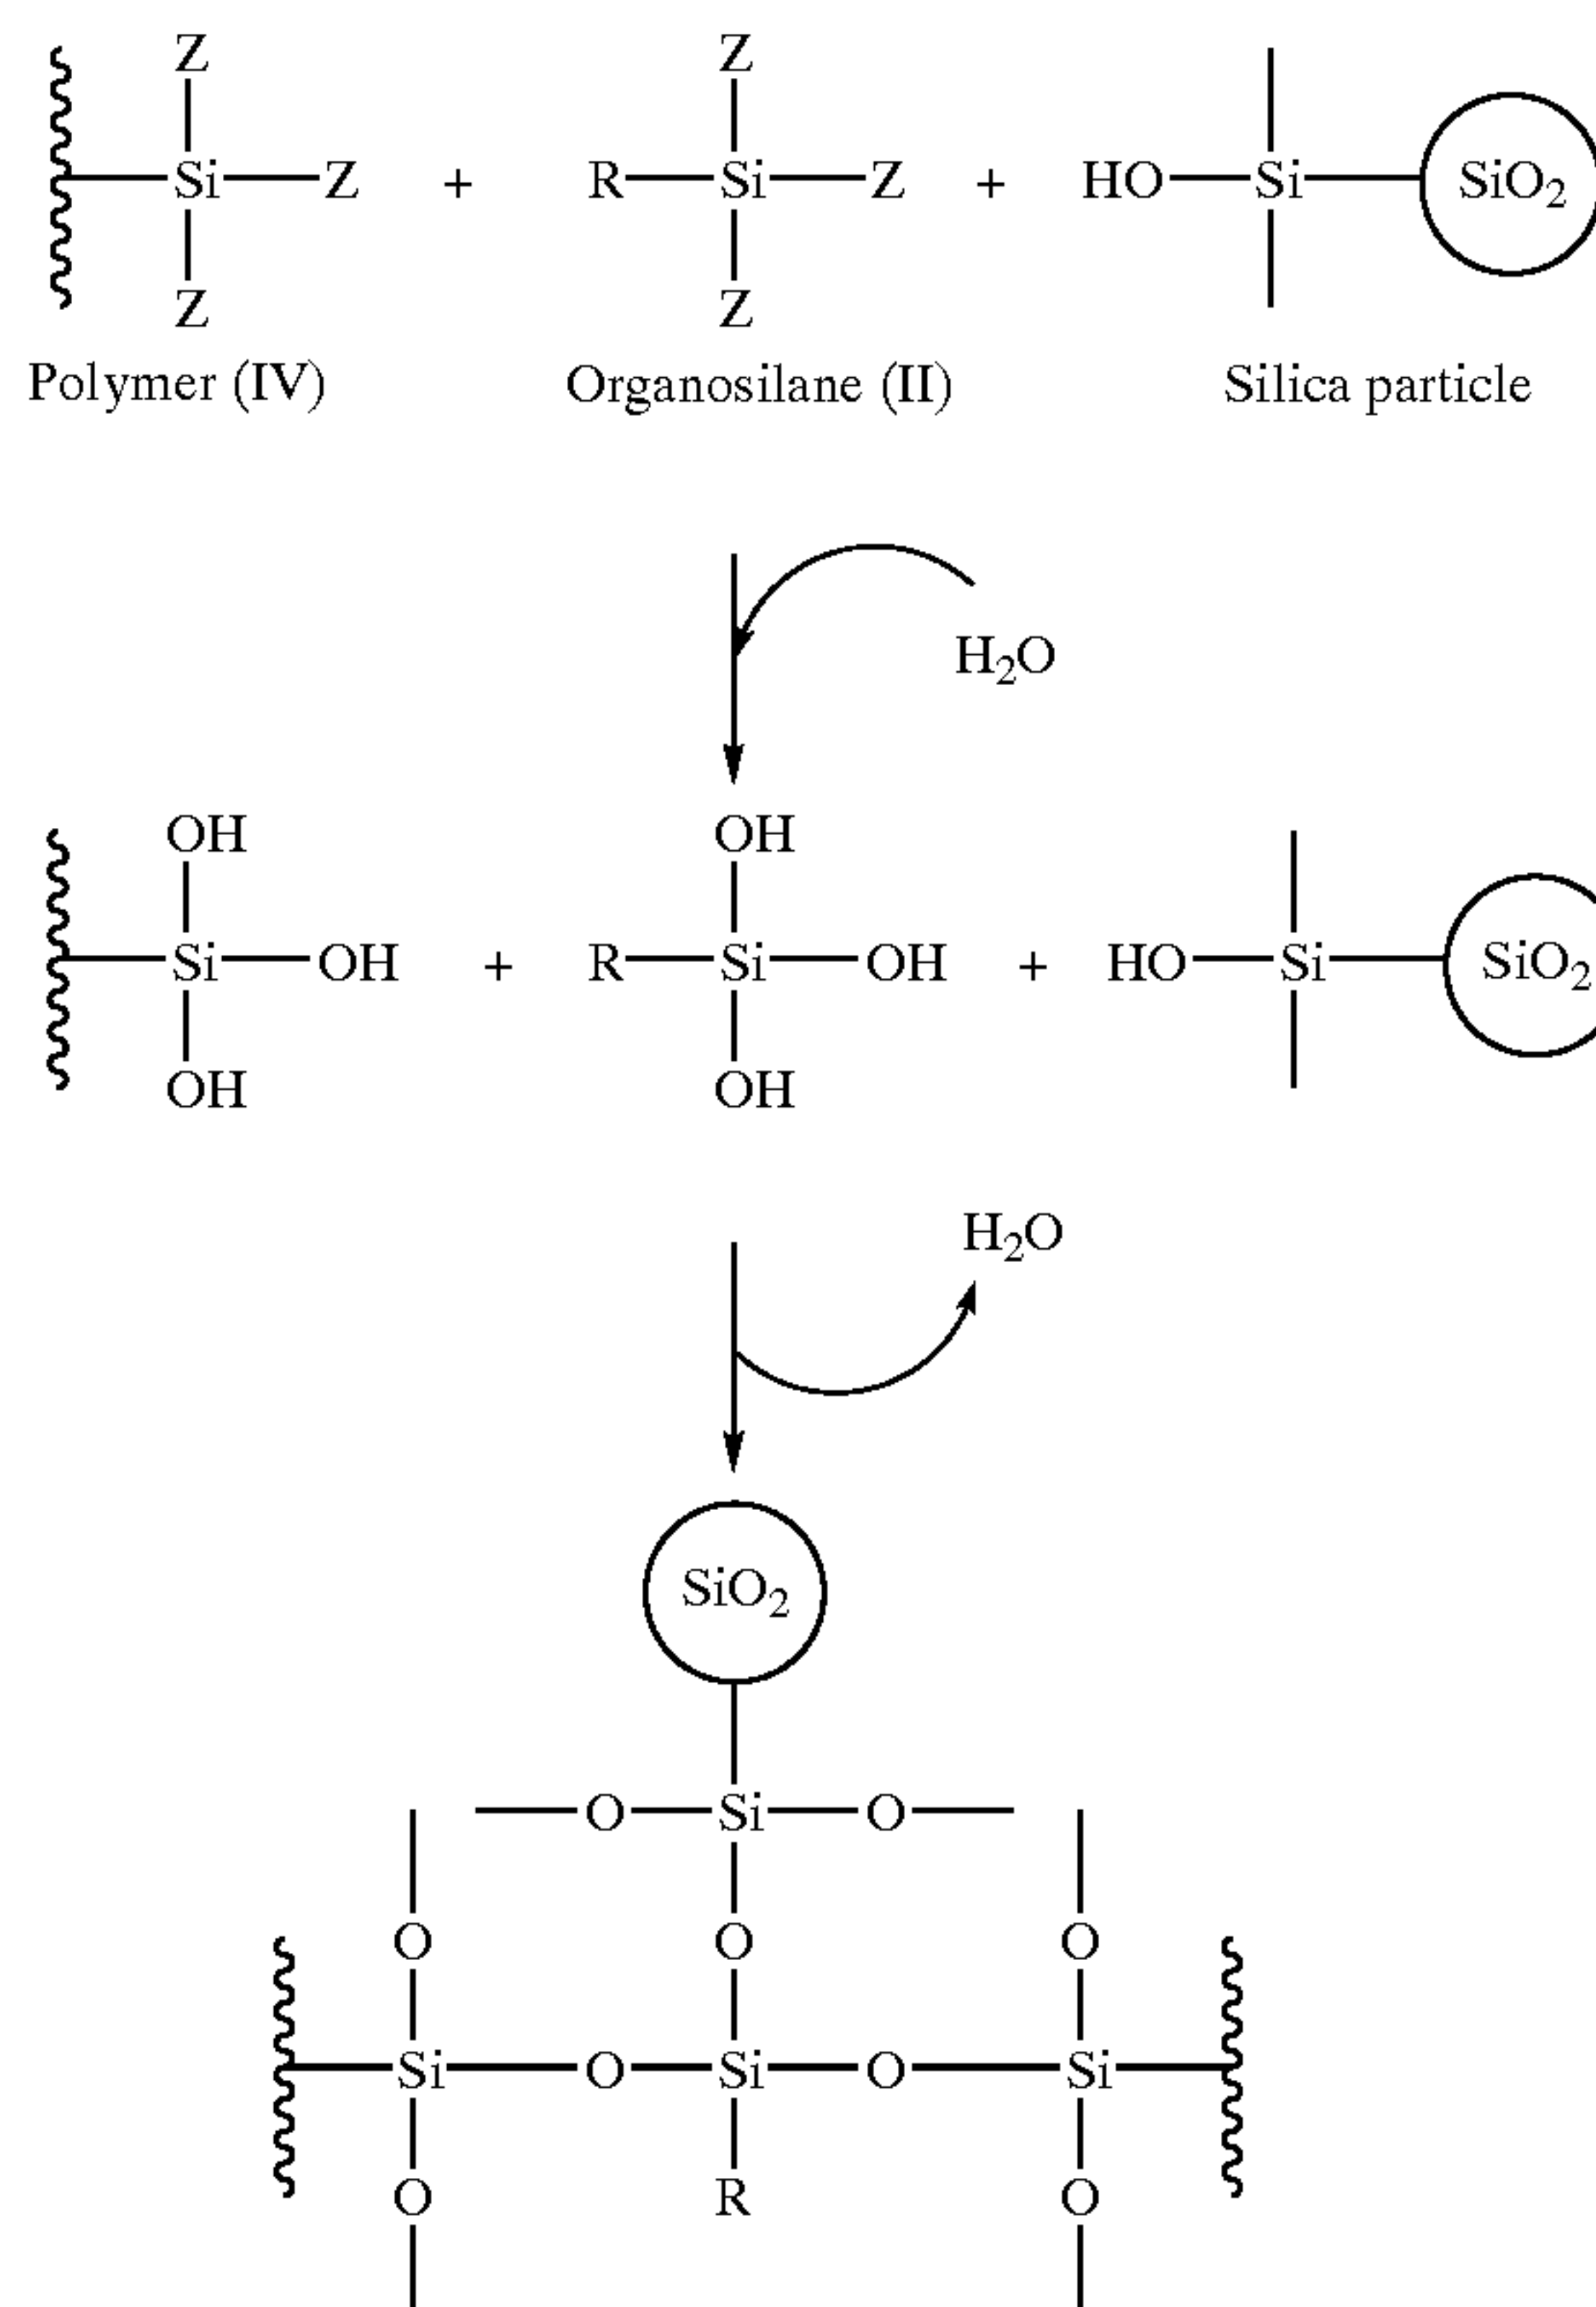 Z Z
Si Z + R Si Z + HO Si SiO2
Z Z
Polymer (IV) Organosilane (II) Silica particle
H2O
OH OH
Si OH + R Si OH + HO Si SiO2
OH OH
H2O
SiO2
O Si O
O O O
Si O Si O Si
O R O